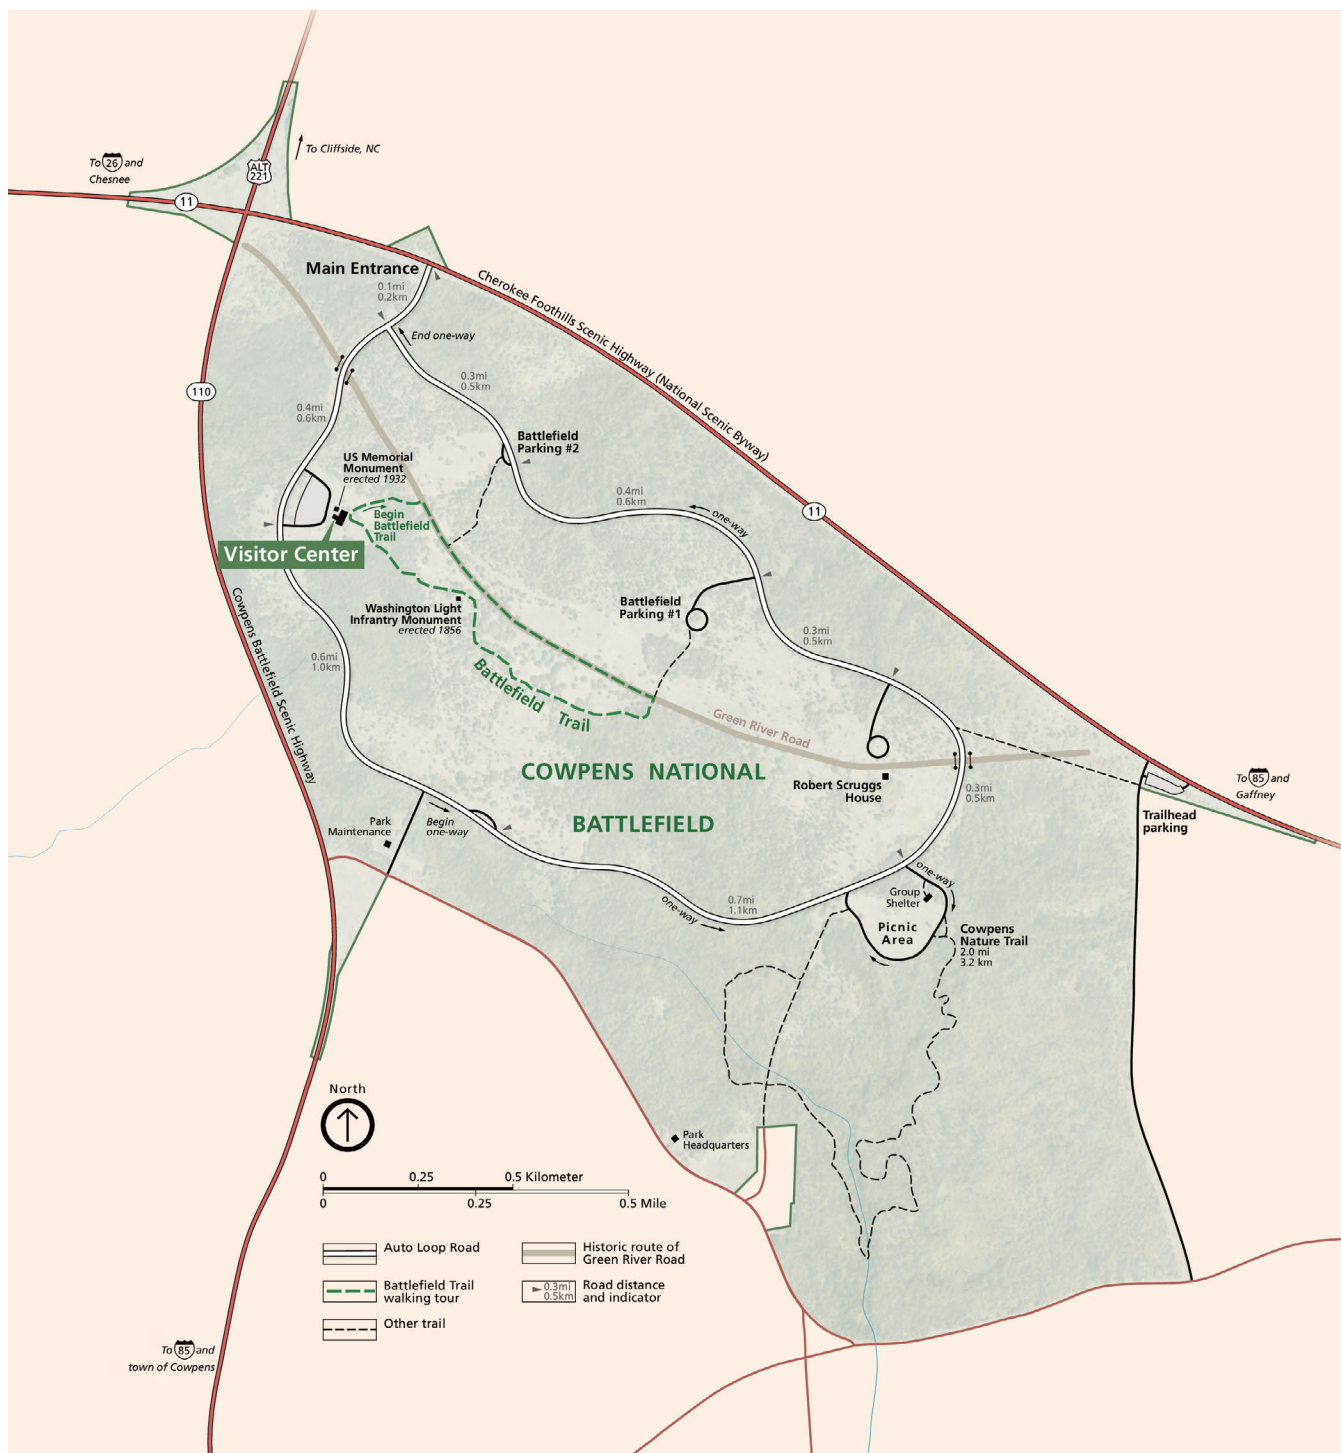 ALT
221
To Cliffside, NC
To 26 and
Chesnee
11
Main Entrance
0.1mi
0.2km
Cherokee Foothills Scenic Highway (National Scenic Byway)
End one-way
0.3mi
0.5km
110
0.4mi
0.6km
Battlefield
Parking #2
US Memorial
Monument
erected 1932
0.4mi
0.6km
one-way
11
Begin
Battlefield
Trail
Visitor Center
Cowpens Battlefield Scenic Highway
Washington Light
Infantry Monument
erected 1856
Battlefield
Parking #1
0.3mi
0.5km
0.6mi
1.0km
Battlefield Trail
Green River Road
COWPENS NATIONAL
BATTLEFIELD
Robert Scruggs
House
0.3mi
0.5km
To 85 and
Gaffney
Trailhead
parking
Park
Maintenance
Begin
one-way
one-way
0.7mi
1.1km
one-way
Group
Shelter
Picnic
Area
Cowpens
Nature Trail
2.0 mi
3.2 km
North
Park
Headquarters
0 0.25 0.5 Kilometer
0 0.25 0.5 Mile
Auto Loop Road
Historic route of
Green River Road
Battlefield Trail
walking tour
0.3mi
0.5km
Road distance
and indicator
Other trail
To 85 and
town of Cowpens